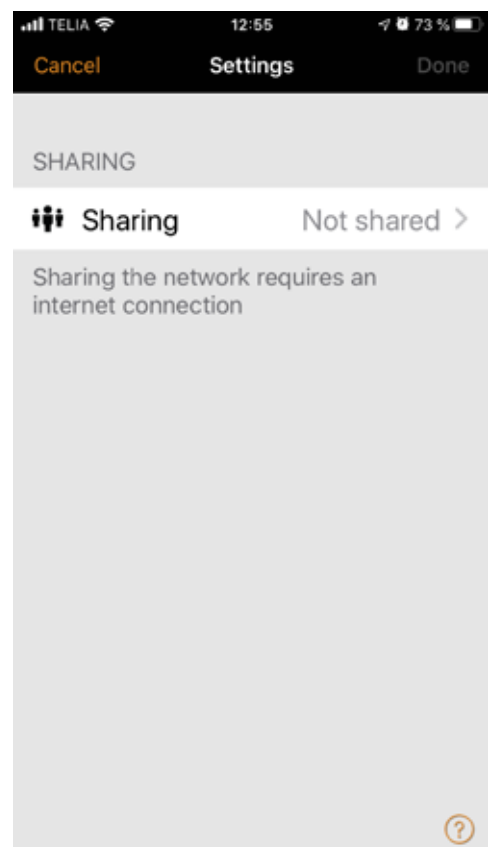 TELIA 12:55 73 %
Cancel Settings Done
SHARING
Sharing Not shared
Sharing the network requires an
internet connection
?